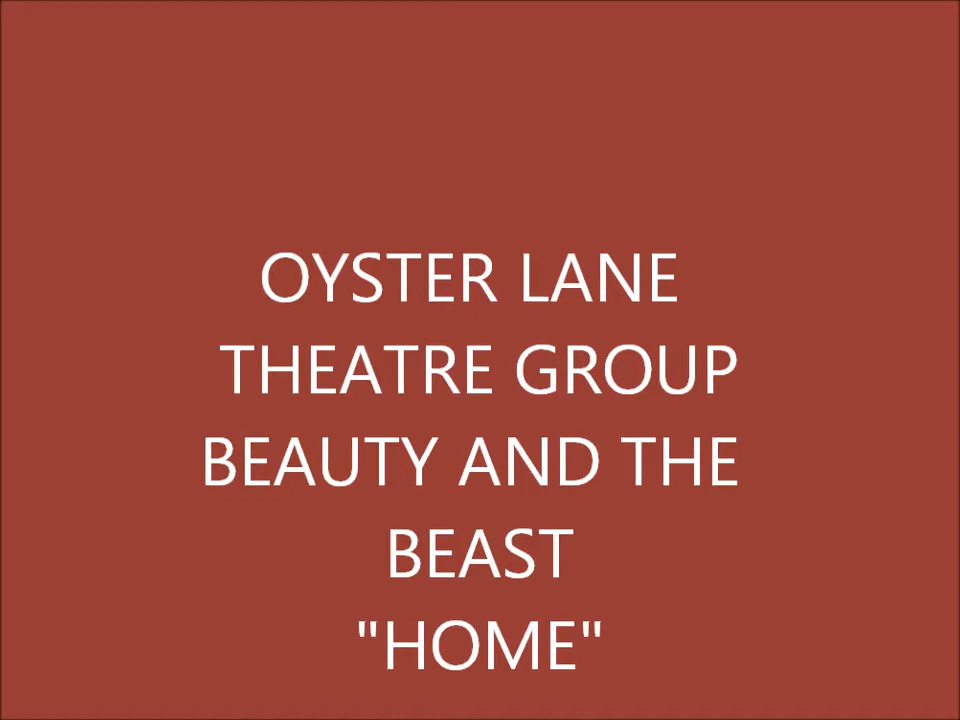 OYSTER LANE
THEATRE GROUP
BEAUTY AND THE
BEAST
"HOME"